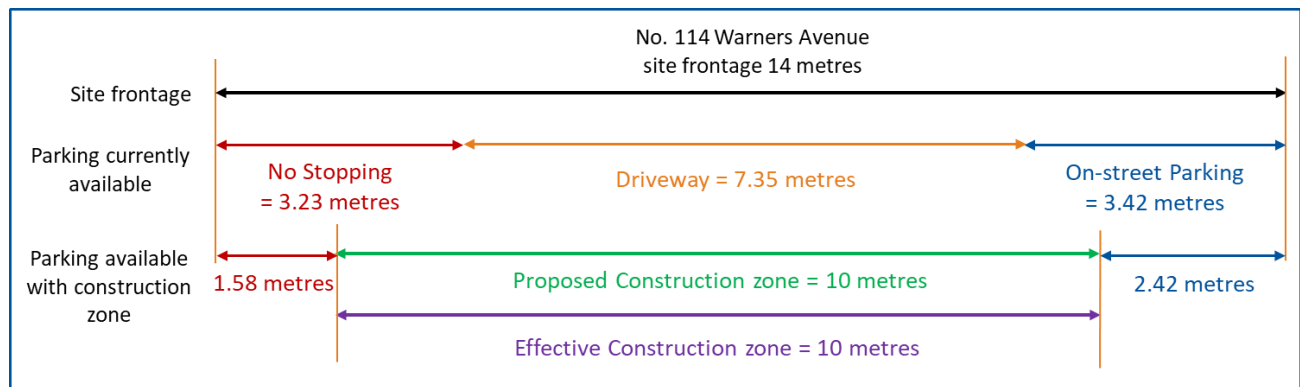 No. 114 Warners Avenue
site frontage 14 metres
Site frontage
Parking currently
available
No Stopping
= 3.23 metres
Driveway = 7.35 metres
On-street Parking
= 3.42 metres
Parking available
with construction
zone
1.58 metres
Proposed Construction zone = 10 metres
2.42 metres
Effective Construction zone = 10 metres